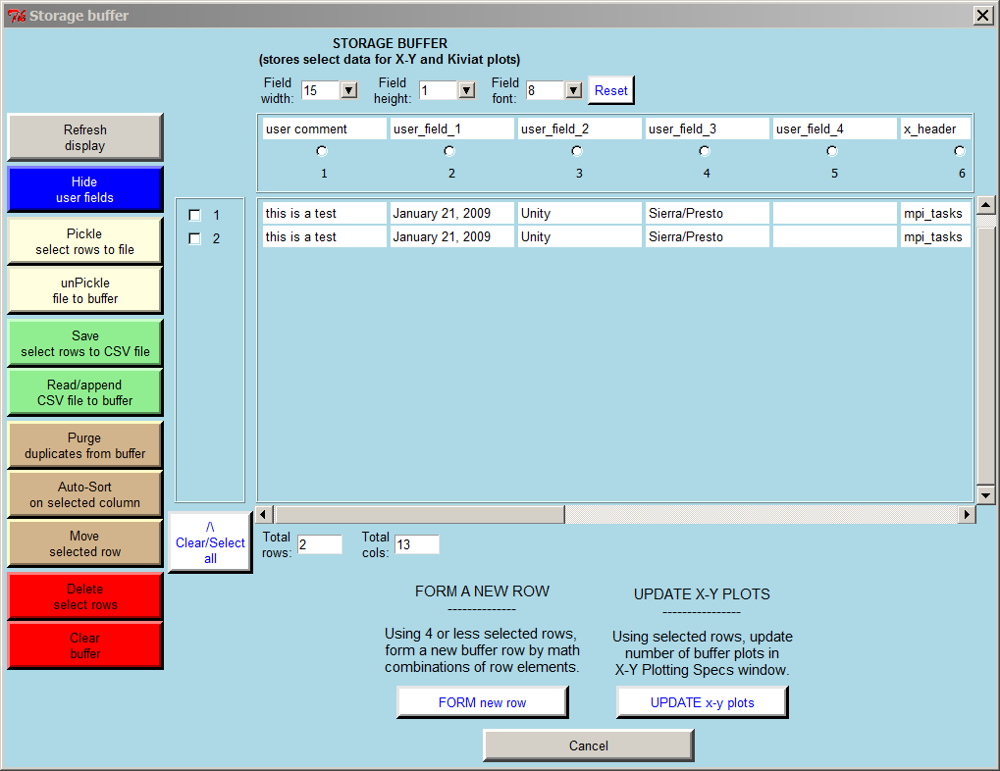 Storage buffer
STORAGE BUFFER
(stores select data for X-Y and Kiviat plots)
Field width: 15
Field height: 1
Field font: 8
Reset
user comment user_field_1 user_field_2 user_field_3 user_field_4 x_header
1 2 3 4 5 6
1 this is a test January 21, 2009 Unity Sierra/Presto mpi_tasks
2 this is a test January 21, 2009 Unity Sierra/Presto mpi_tasks
Refresh
display
Hide
user fields
Pickle
select rows to file
unPickle
file to buffer
Save
select rows to CSV file
Read/append
CSV file to buffer
Purge
duplicates from buffer
Auto-Sort
on selected column
Move
selected row
Delete
select rows
Clear
buffer
/\
Clear/Select
all
Total rows: 2
Total cols: 13
FORM A NEW ROW
--------------
Using 4 or less selected rows,
form a new buffer row by math
combinations of row elements.
FORM new row
UPDATE X-Y PLOTS
----------------
Using selected rows, update
number of buffer plots in
X-Y Plotting Specs window.
UPDATE x-y plots
Cancel